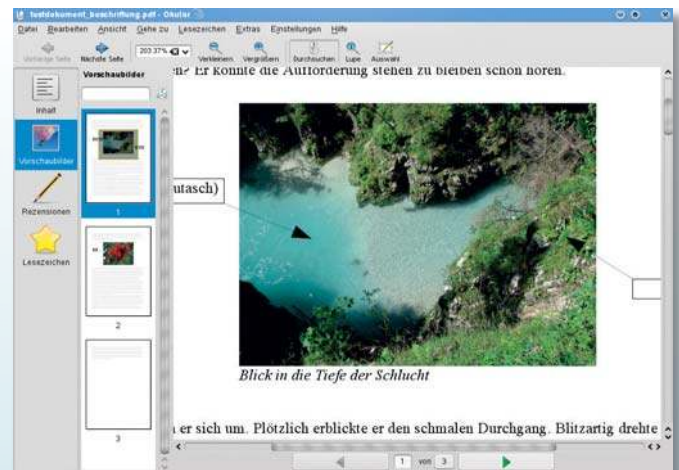 testdokument_beschriftung.pdf - Okular
Datei Bearbeiten Ansicht Gehe zu Lesezeichen Extras Einstellungen Hilfe
Vorherige Seite Nächste Seite 203.37% Verkleinern Vergrößern Durchsuchen Lupe Auswahl
Vorschaubilder
Inhalt
Vorschaubilder
Rezensionen
Lesezeichen
1
2
3
en? Er konnte die Aufforderung stehen zu bleiben schon hören.
utasch)
Blick in die Tiefe der Schlucht
er sich um. Plötzlich erblickte er den schmalen Durchgang. Blitzartig drehte
1 von 3